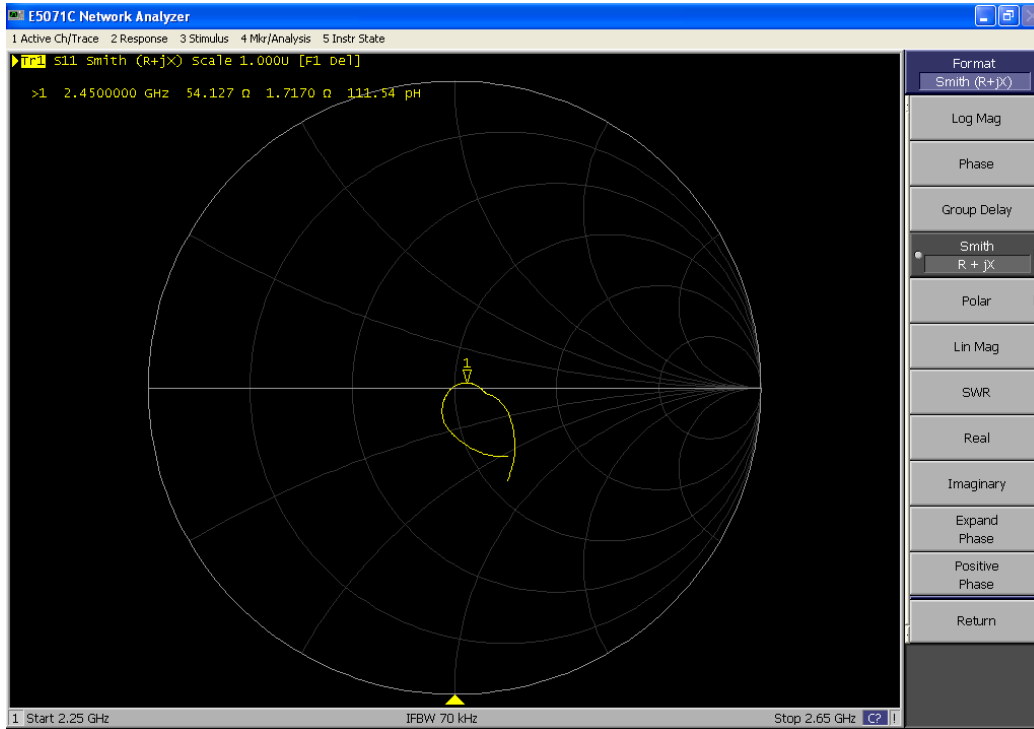 E5071C Network Analyzer
1 Active Ch/Trace 2 Response 3 Stimulus 4 Mkr/Analysis 5 Instr State
Tr1 S11 Smith (R+jX) Scale 1.000U [F1 Del]
>1 2.4500000 GHz 54.127 Ω 1.7170 Ω 111.54 pH
1
Format
Smith (R+jX)
Log Mag
Phase
Group Delay
Smith
R + jX
Polar
Lin Mag
SWR
Real
Imaginary
Expand
Phase
Positive
Phase
Return
1 Start 2.25 GHz IFBW 70 kHz Stop 2.65 GHz C? !